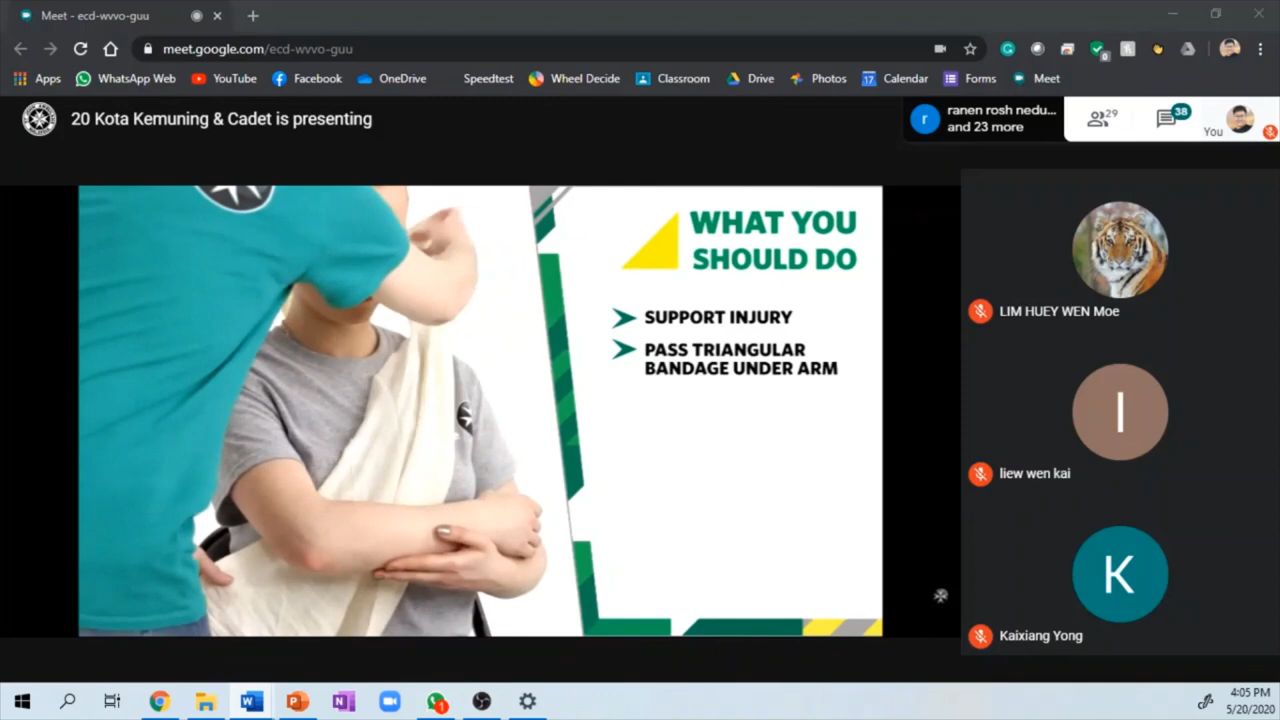 Meet - ecd-wvvo-guu
meet.google.com/ecd-wvvo-guu
Apps WhatsApp Web YouTube Facebook OneDrive Speedtest Wheel Decide Classroom Drive Photos 17 Calendar Forms Meet
20 Kota Kemuning & Cadet is presenting
r
ranen rosh nedu...
and 23 more
29
38
You
WHAT YOU
SHOULD DO
SUPPORT INJURY
PASS TRIANGULAR
BANDAGE UNDER ARM
LIM HUEY WEN Moe
l
liew wen kai
K
Kaixiang Yong
4:05 PM
5/20/2020